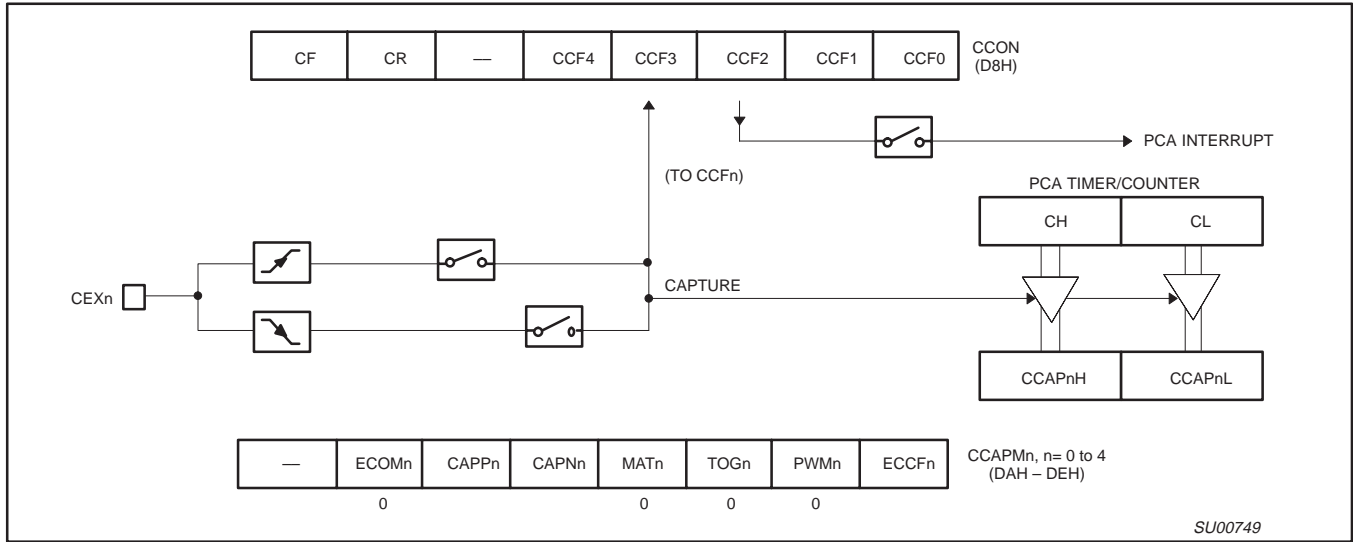 CF CR — CCF4 CCF3 CCF2 CCF1 CCF0
CCON
(D8H)
PCA INTERRUPT
(TO CCFn)
PCA TIMER/COUNTER
CH CL
CEXn
CAPTURE
CCAPnH CCAPnL
— ECOMn CAPPn CAPNn MATn TOGn PWMn ECCFn
CCAPMn, n= 0 to 4
(DAH – DEH)
0 0 0 0
SU00749